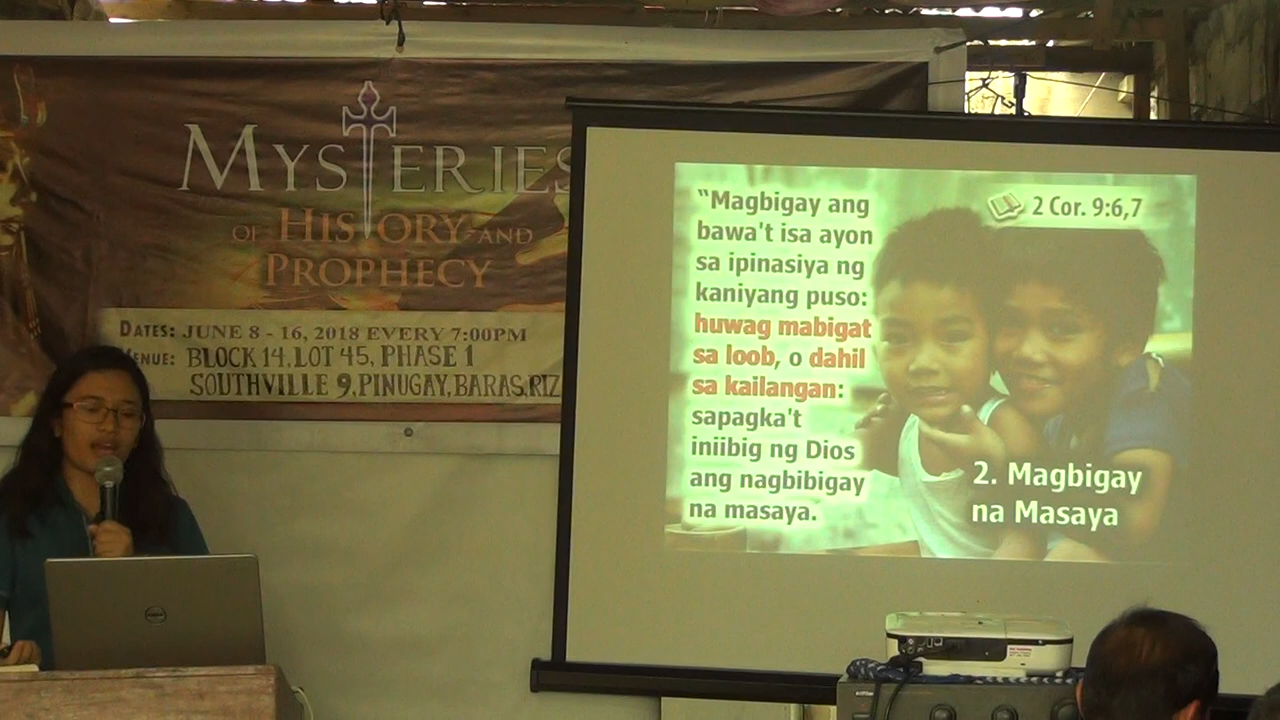 MYSTERIES
OF HISTORY AND
PROPHECY
DATES: JUNE 8 - 16, 2018 EVERY 7:00PM
VENUE: BLOCK 14, LOT 45, PHASE 1
SOUTHVILLE 9, PINUGAY, BARAS, RIZ
"Magbigay ang
bawa't isa ayon
sa ipinasiya ng
kaniyang puso:
huwag mabigat
sa loob, o dahil
sa kailangan:
sapagka't
iniibig ng Dios
ang nagbibigay
na masaya.
2 Cor. 9:6,7
2. Magbigay
na Masaya
DELL